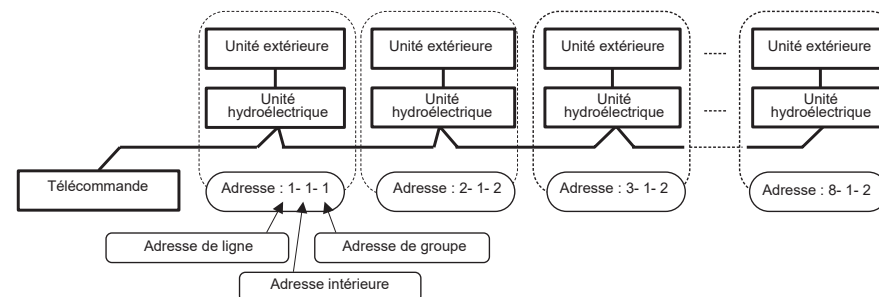 Unité extérieure
Unité extérieure
Unité extérieure
Unité extérieure
Unité
hydroélectrique
Unité
hydroélectrique
Unité
hydroélectrique
Unité
hydroélectrique
Télécommande
Adresse : 1- 1- 1
Adresse : 2- 1- 2
Adresse : 3- 1- 2
Adresse : 8- 1- 2
Adresse de ligne
Adresse de groupe
Adresse intérieure